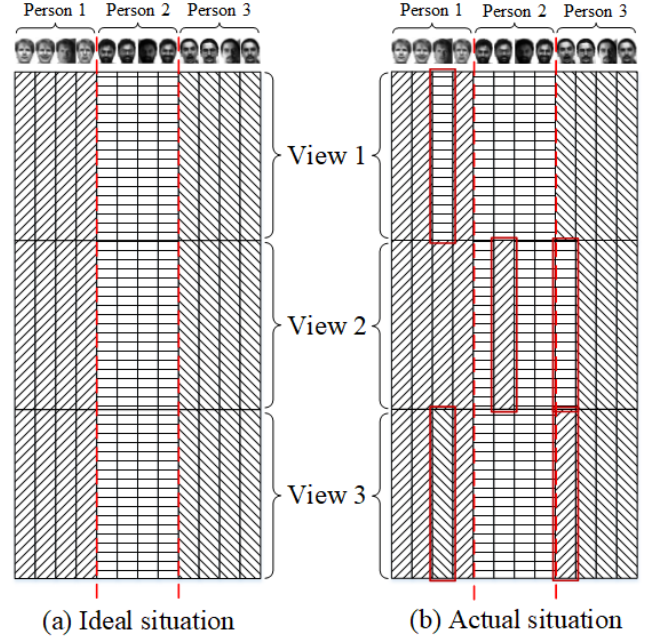 Person 1 Person 2 Person 3 Person 1 Person 2 Person 3
View 1
View 2
View 3
(a) Ideal situation (b) Actual situation